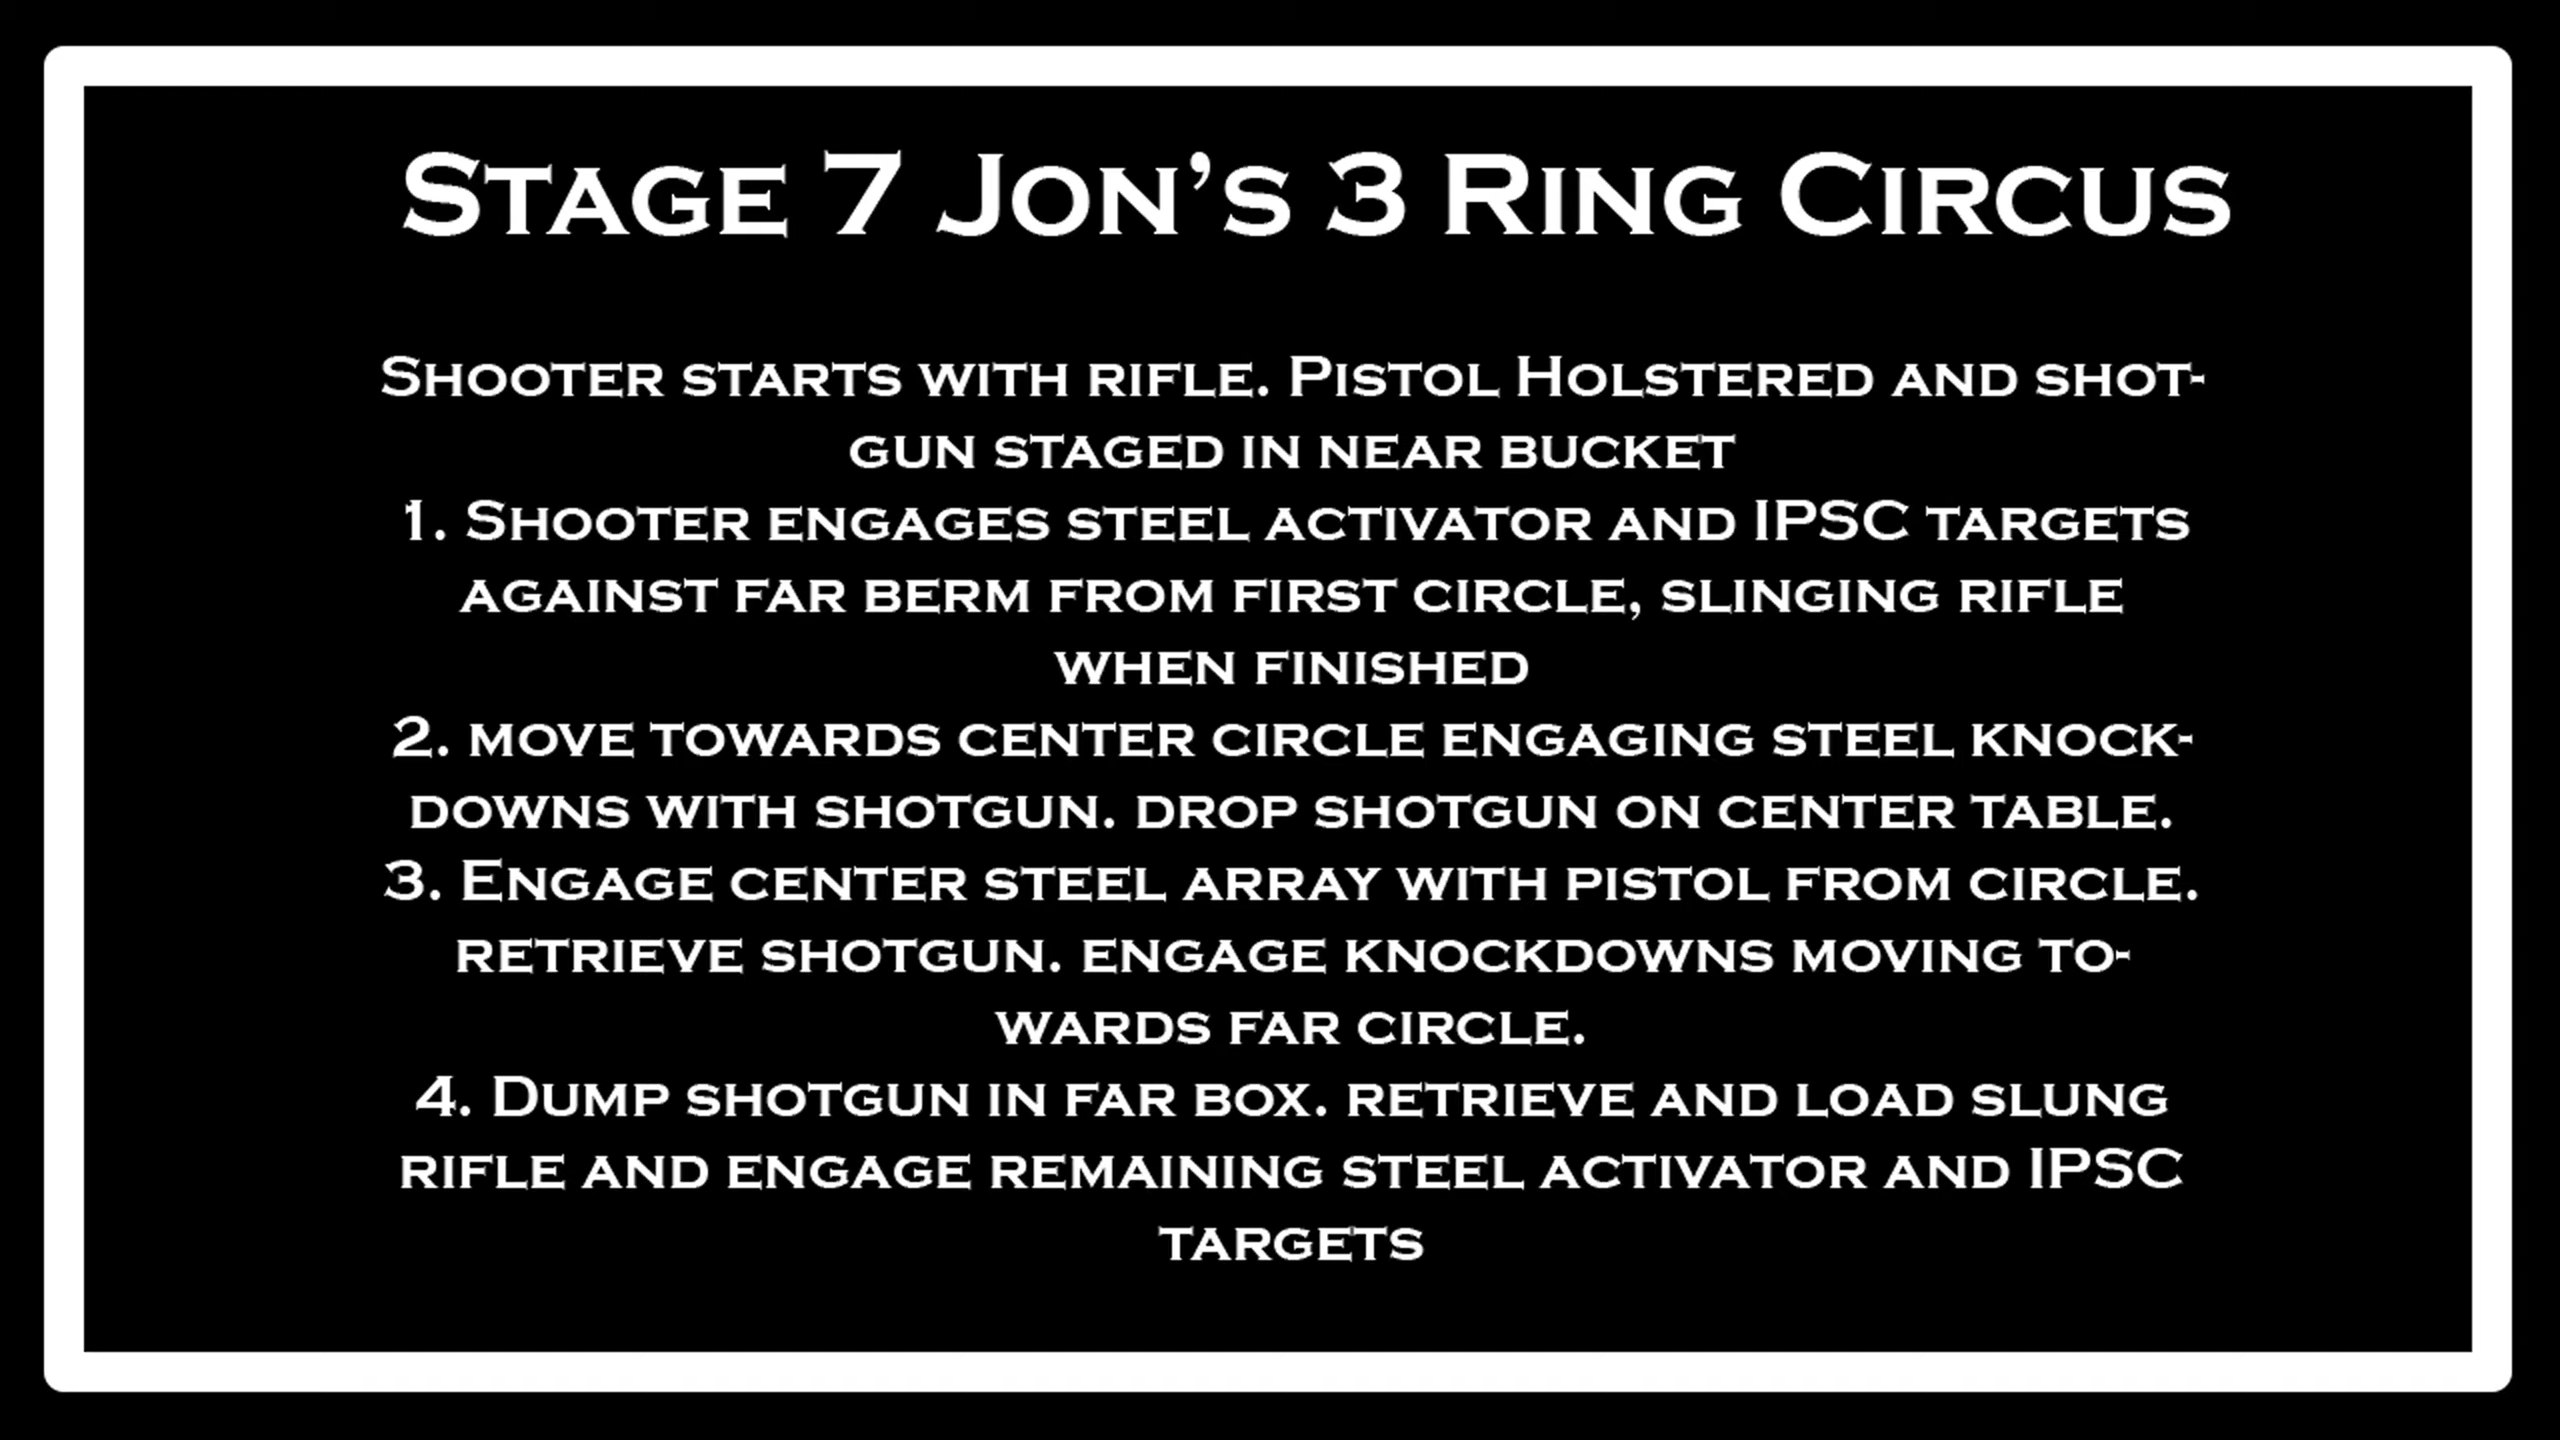 Stage 7 Jon's 3 Ring Circus
Shooter starts with rifle. Pistol Holstered and shot-
gun staged in near bucket
1. Shooter engages steel activator and IPSC targets
against far berm from first circle, slinging rifle
when finished
2. move towards center circle engaging steel knock-
downs with shotgun. drop shotgun on center table.
3. Engage center steel array with pistol from circle.
retrieve shotgun. engage knockdowns moving to-
wards far circle.
4. Dump shotgun in far box. retrieve and load slung
rifle and engage remaining steel activator and IPSC
targets